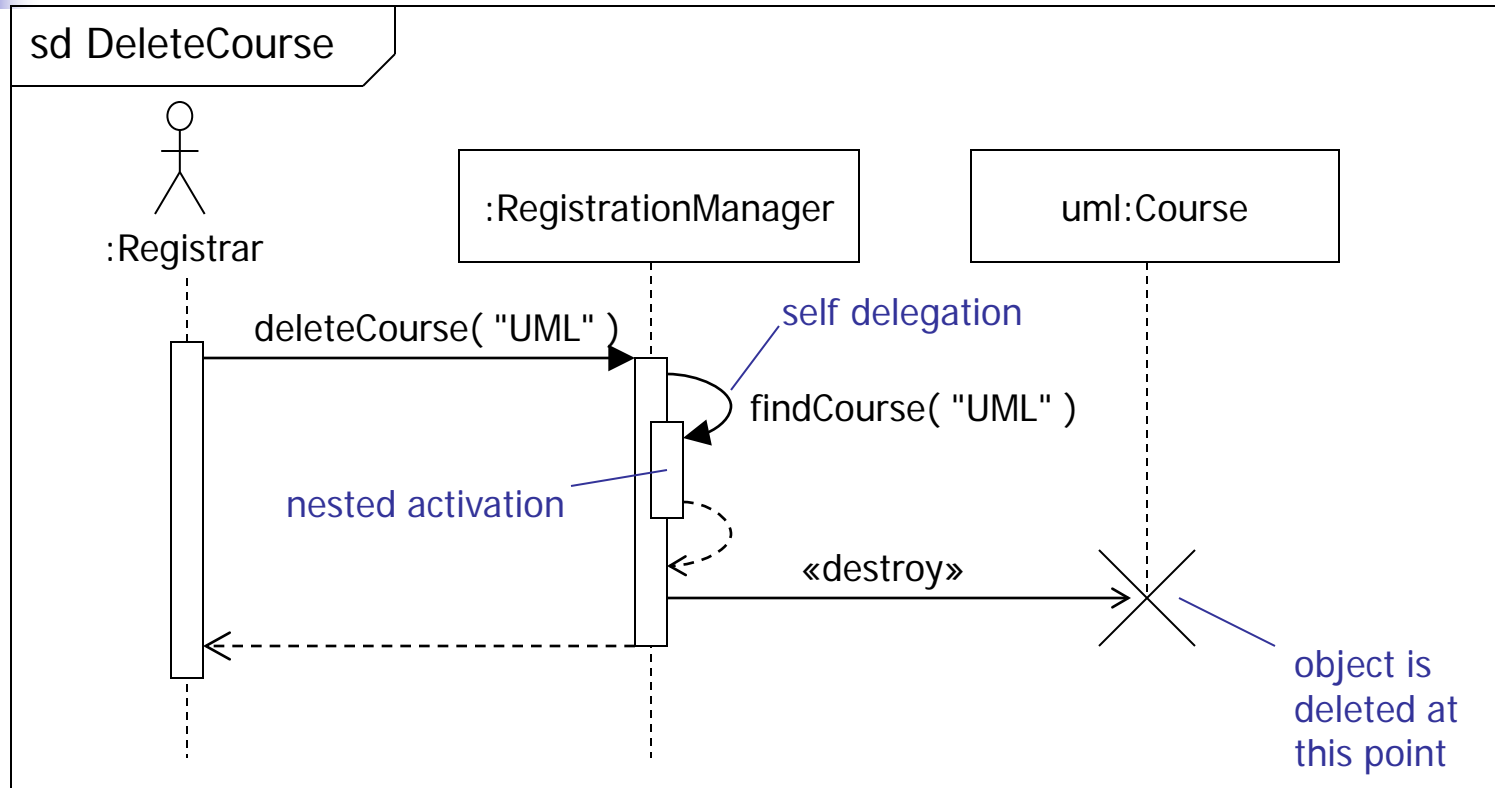 sd DeleteCourse
:RegistrationManager
uml:Course
:Registrar
deleteCourse( "UML" )
self delegation
findCourse( "UML" )
nested activation
«destroy»
object is
deleted at
this point